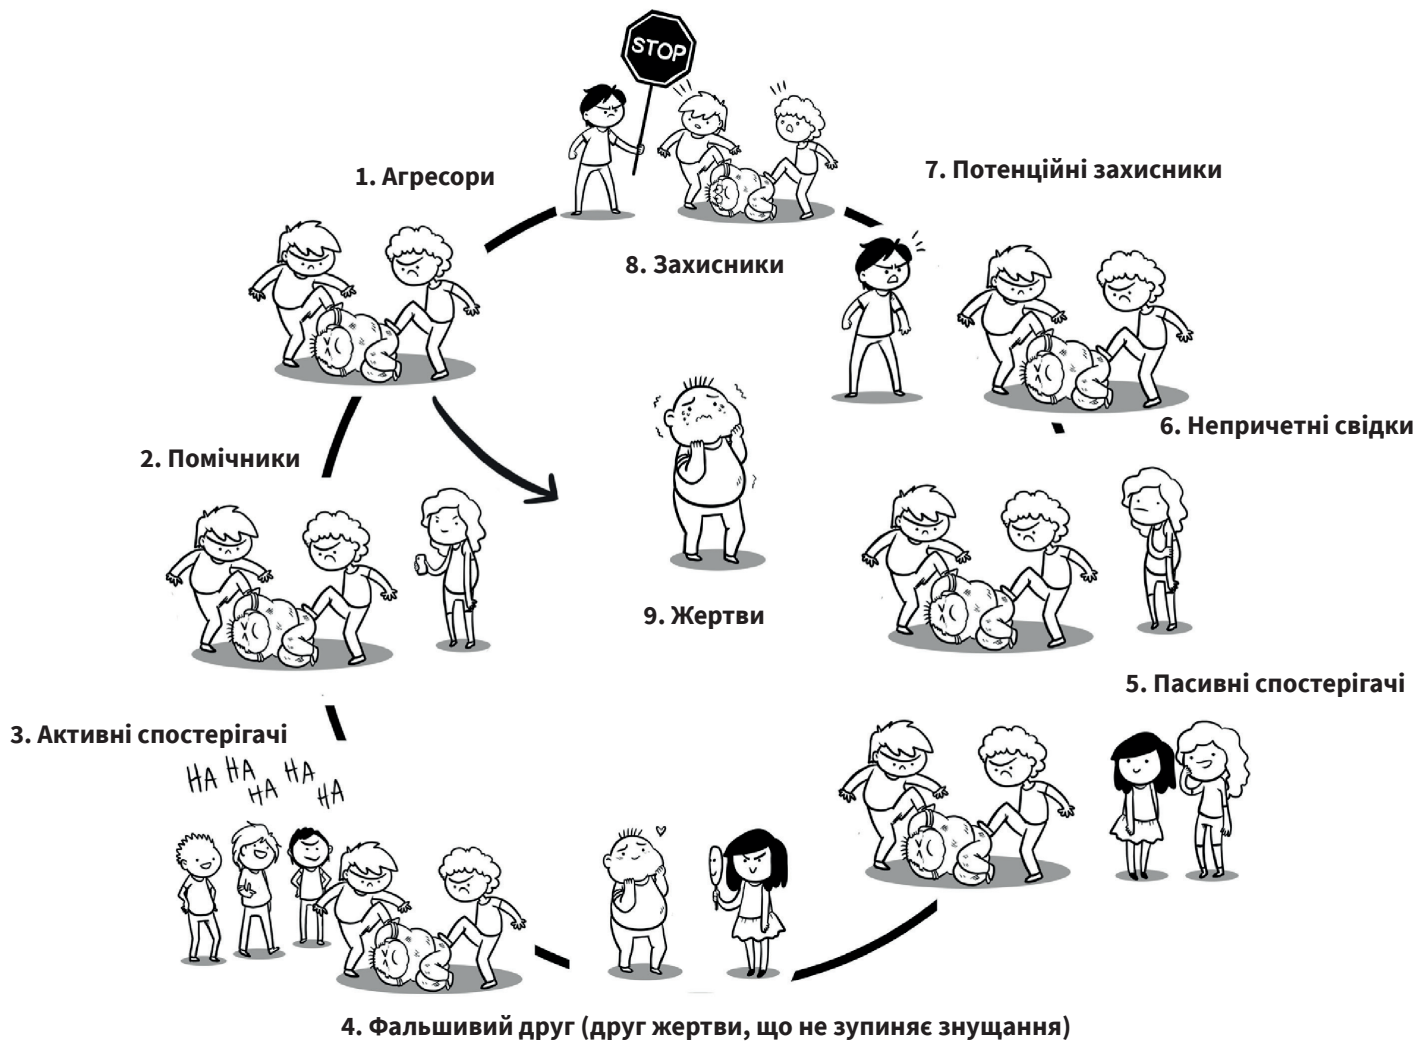 STOP
1. Агресори
7. Потенційні захисники
8. Захисники
6. Непричетні свідки
2. Помічники
9. Жертви
5. Пасивні спостерігачі
3. Активні спостерігачі
HA HA HA HA HA
4. Фальшивий друг (друг жертви, що не зупиняє знущання)